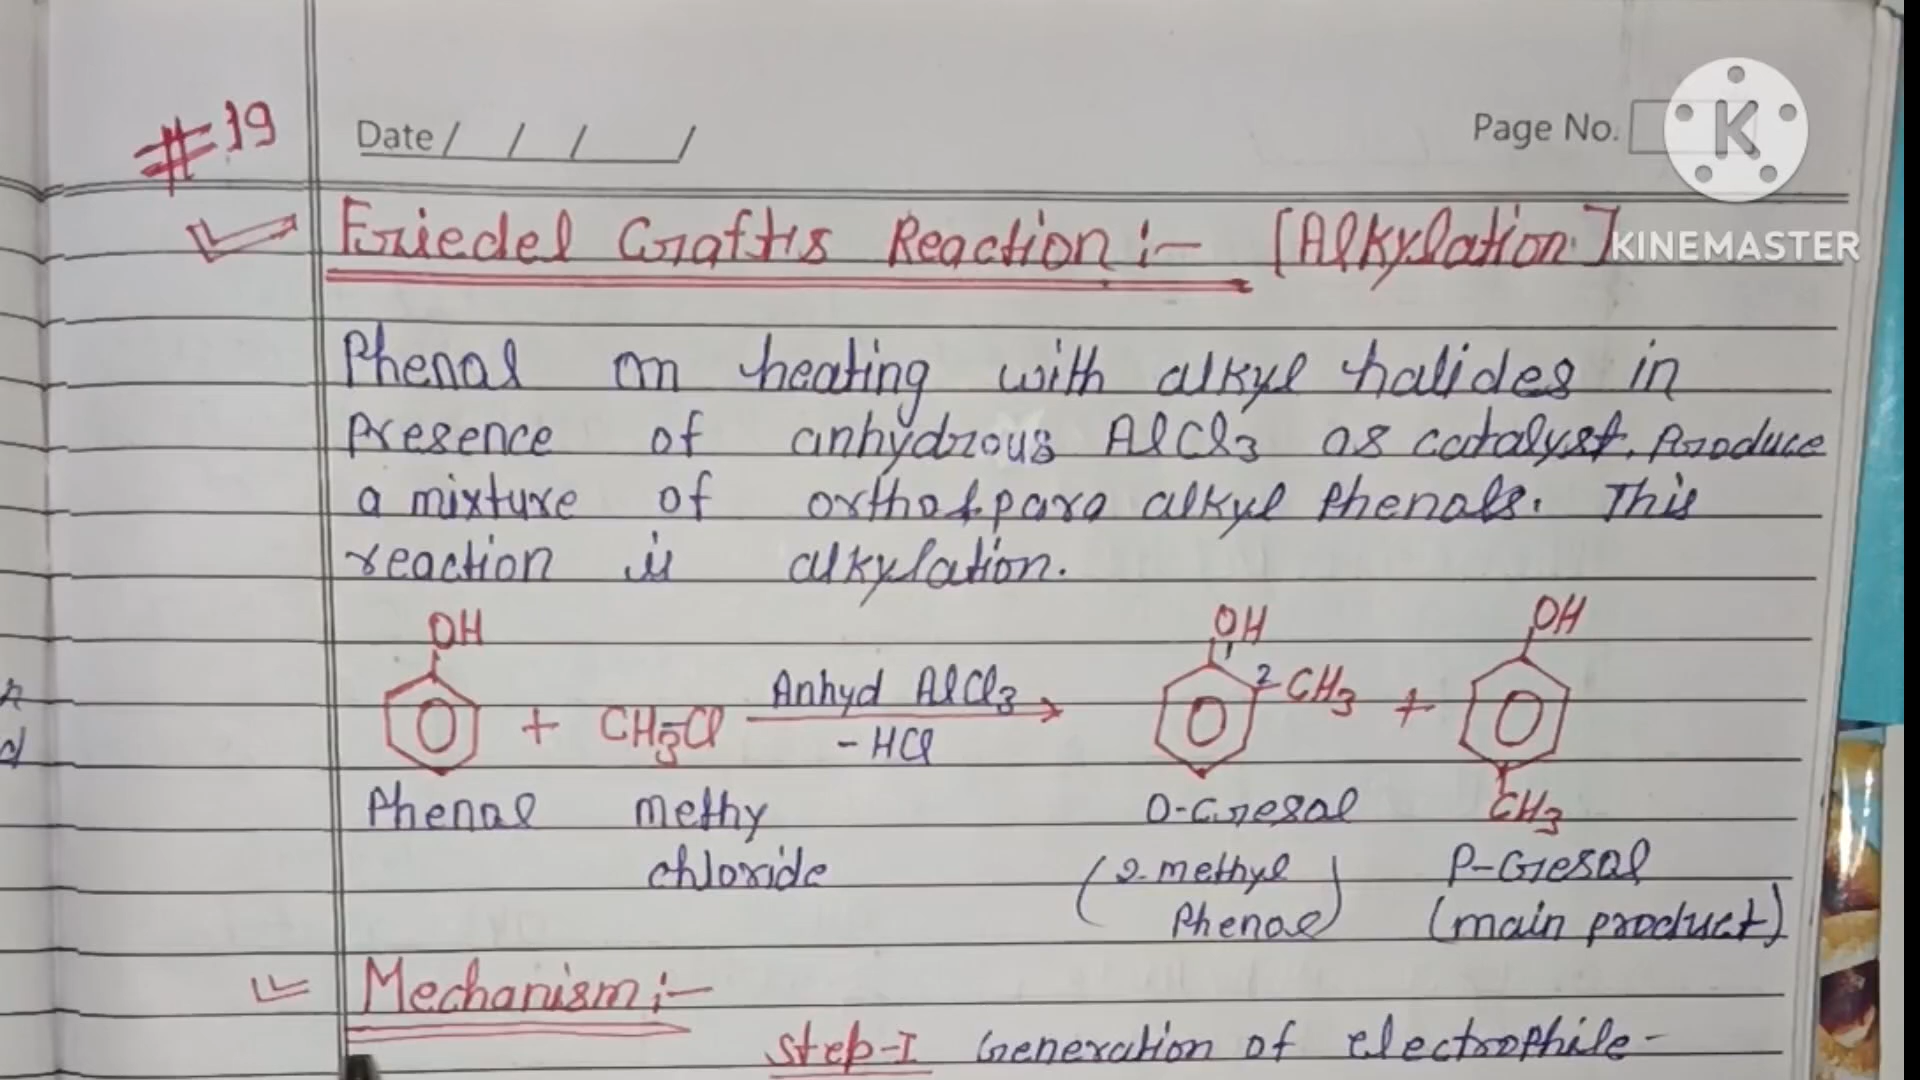 #19
Date / / / /
Page No.
K
KINEMASTER
Friedel Crafts Reaction :- [Alkylation]
Phenol on heating with alkyl halides in
presence of anhydrous AlCl3 as catalyst. Produce
a mixture of ortho & para alkyl phenols. This
reaction is alkylation.
OH + CH3-Cl Anhyd AlCl3 -HCl OH 1 2 CH3 + OH CH3
Phenol methy chloride O-Cresol P-Cresol
(2-methyl Phenol) (main product)
Mechanism :-
Step-I Generation of electrophile-